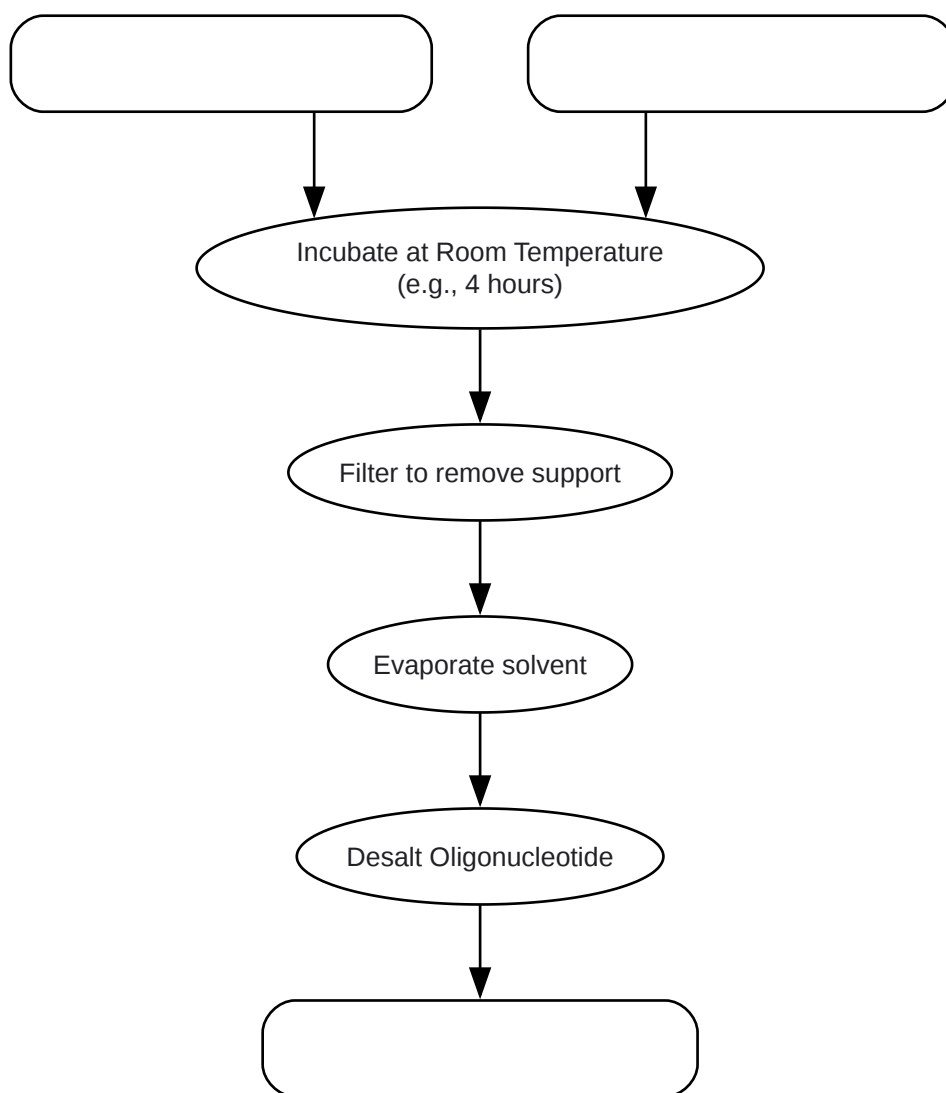 Incubate at Room Temperature
(e.g., 4 hours)
Filter to remove support
Evaporate solvent
Desalt Oligonucleotide